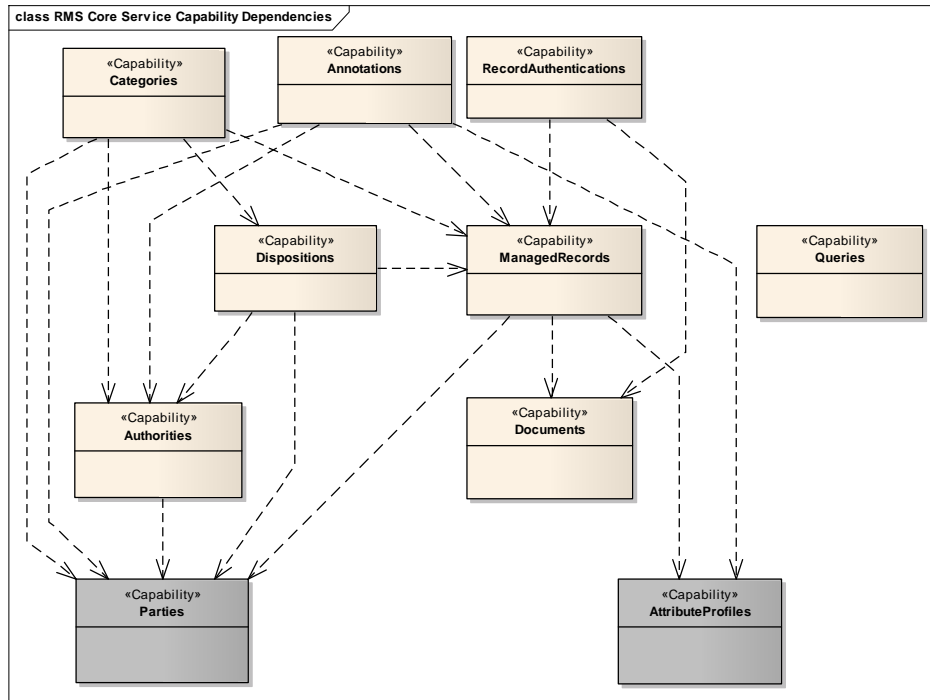 class RMS Core Service Capability Dependencies
«Capability»
Categories
«Capability»
Annotations
«Capability»
RecordAuthentications
«Capability»
Dispositions
«Capability»
ManagedRecords
«Capability»
Queries
«Capability»
Authorities
«Capability»
Documents
«Capability»
Parties
«Capability»
AttributeProfiles